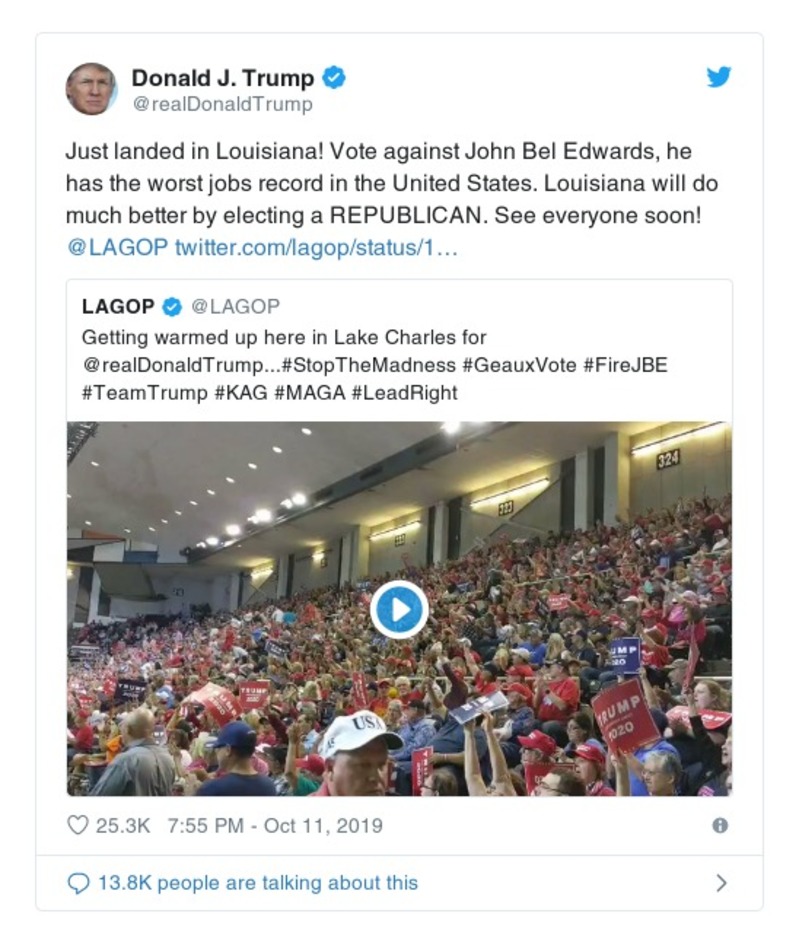 Donald J. Trump
@realDonaldTrump
Just landed in Louisiana! Vote against John Bel Edwards, he
has the worst jobs record in the United States. Louisiana will do
much better by electing a REPUBLICAN. See everyone soon!
@LAGOP twitter.com/lagop/status/1…
LAGOP @LAGOP
Getting warmed up here in Lake Charles for
@realDonaldTrump...#StopTheMadness #GeauxVote #FireJBE
#TeamTrump #KAG #MAGA #LeadRight
324
323
TRUMP
TRUMP
UMP
2020
TRUMP
2020
UMP
USA
25.3K 7:55 PM - Oct 11, 2019
13.8K people are talking about this